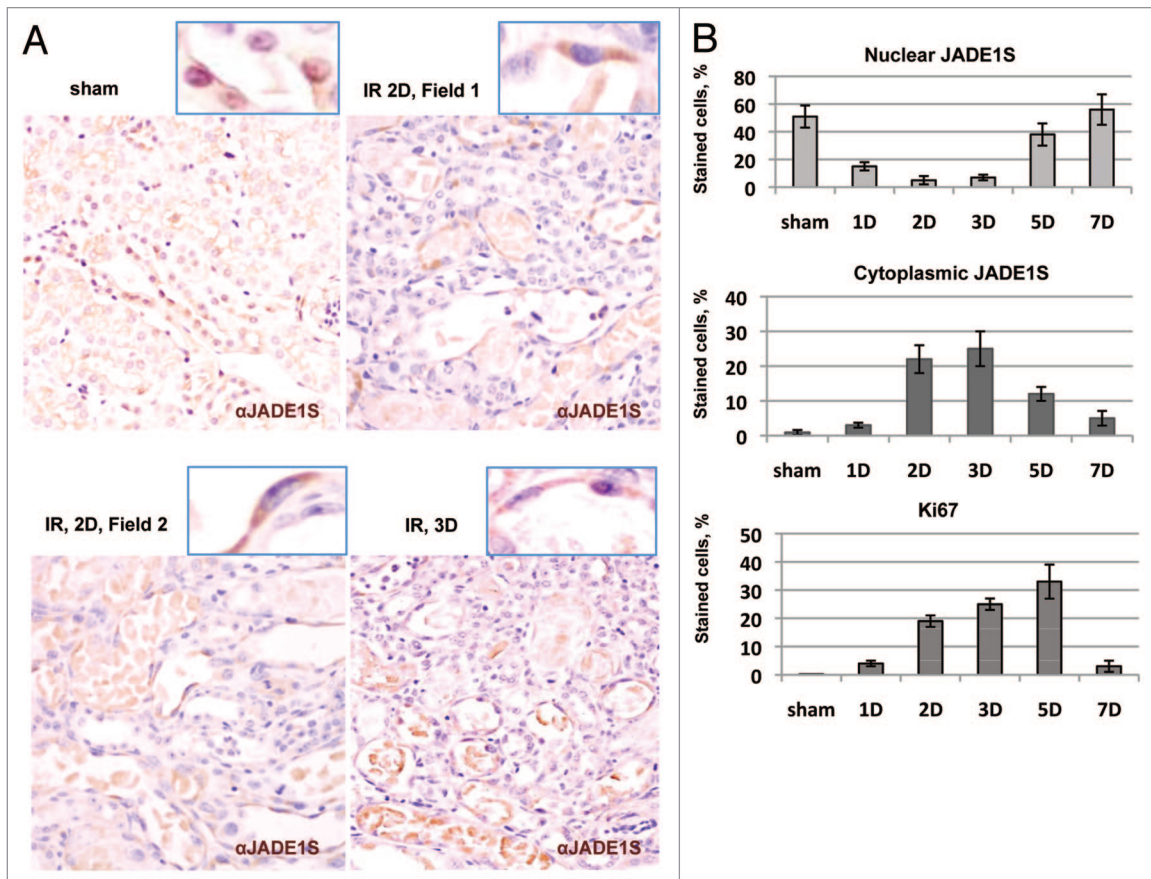 A
sham
IR 2D, Field 1
αJADE1S
αJADE1S
IR, 2D, Field 2
IR, 3D
αJADE1S
αJADE1S
B
Nuclear JADE1S
Stained cells, %
80
60
40
20
0
sham 1D 2D 3D 5D 7D
Cytoplasmic JADE1S
Stained cells, %
40
30
20
10
0
sham 1D 2D 3D 5D 7D
Ki67
Stained cells, %
50
40
30
20
10
0
sham 1D 2D 3D 5D 7D